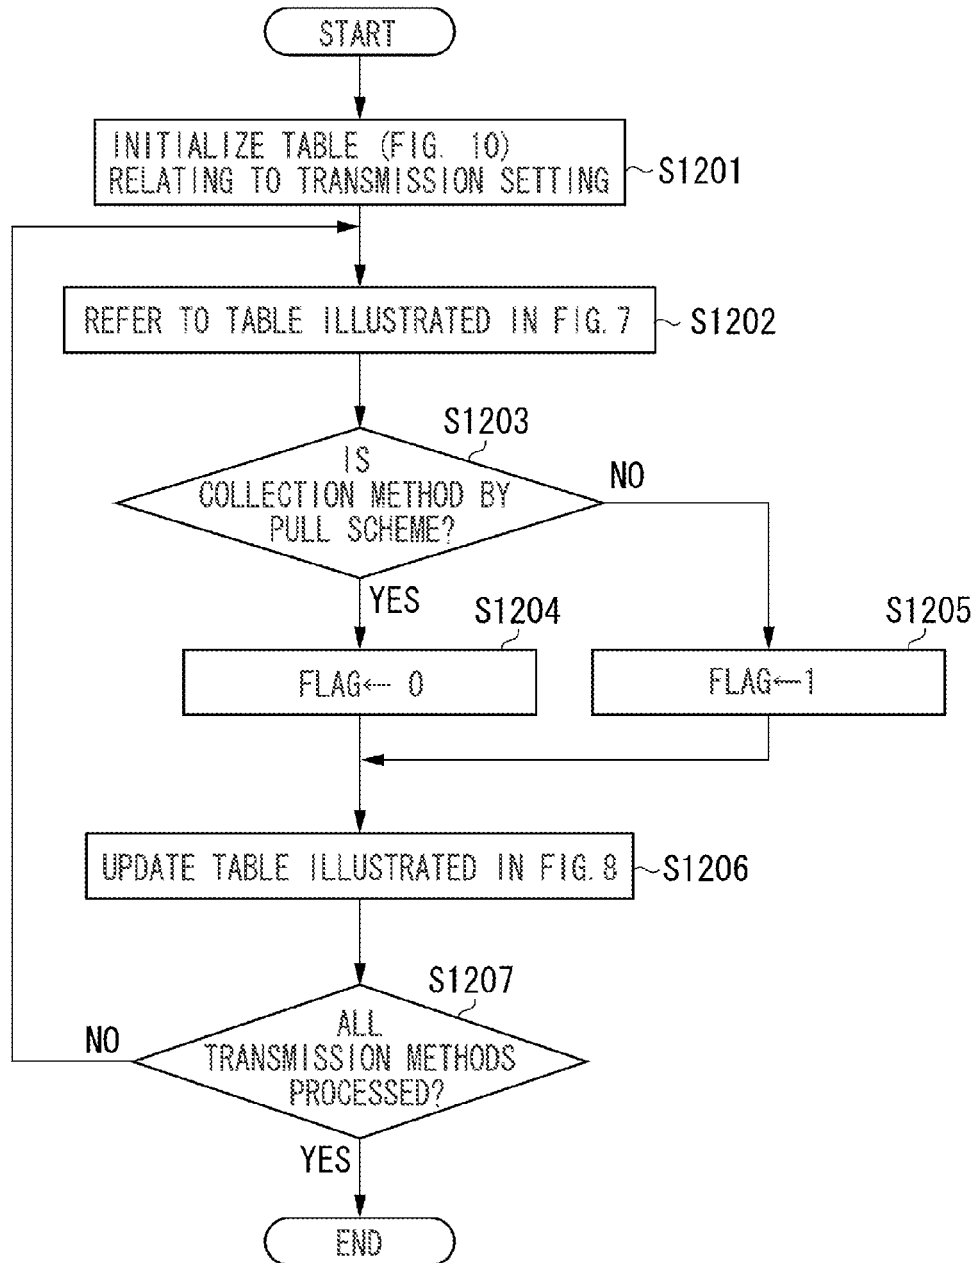 START
INITIALIZE TABLE (FIG. 10)
RELATING TO TRANSMISSION SETTING
S1201
REFER TO TABLE ILLUSTRATED IN FIG. 7
S1202
S1203
IS
COLLECTION METHOD BY
PULL SCHEME?
NO
YES
S1204
S1205
FLAG← 0
FLAG←1
UPDATE TABLE ILLUSTRATED IN FIG. 8
S1206
S1207
ALL
TRANSMISSION METHODS
PROCESSED?
NO
YES
END